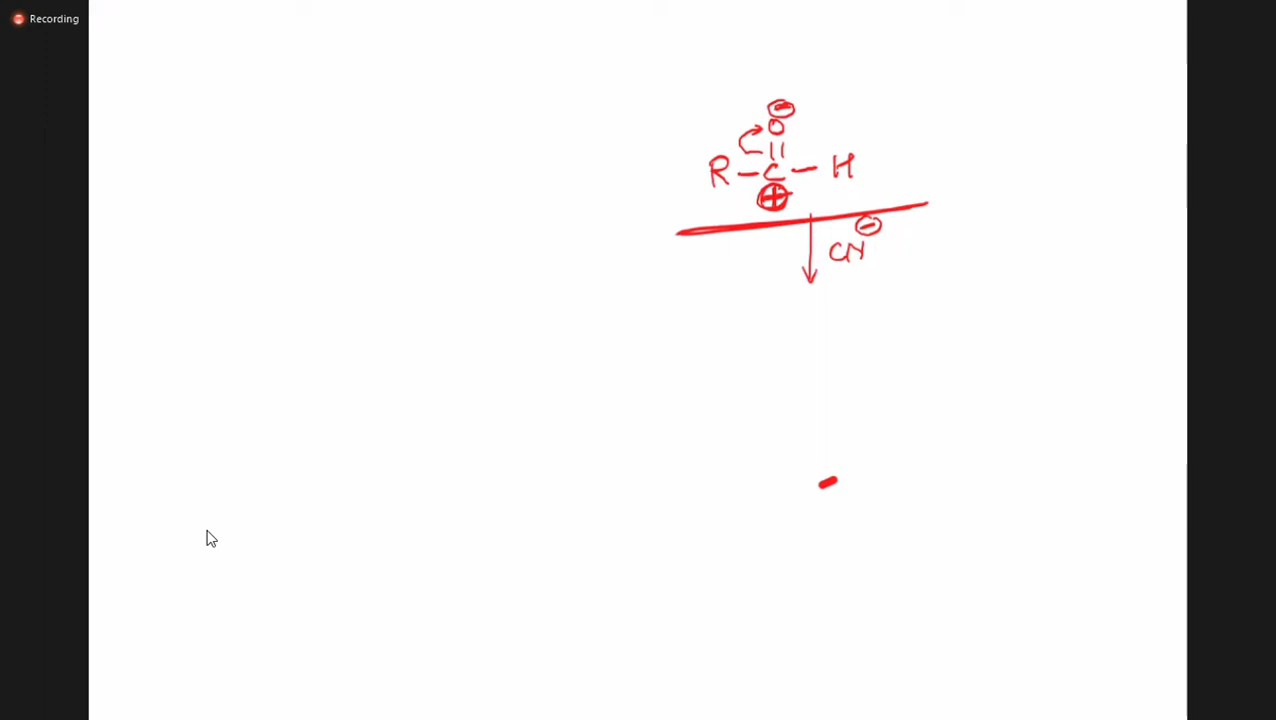 Recording
⊖
O
||
R – C – H
⊕
⊖
CN